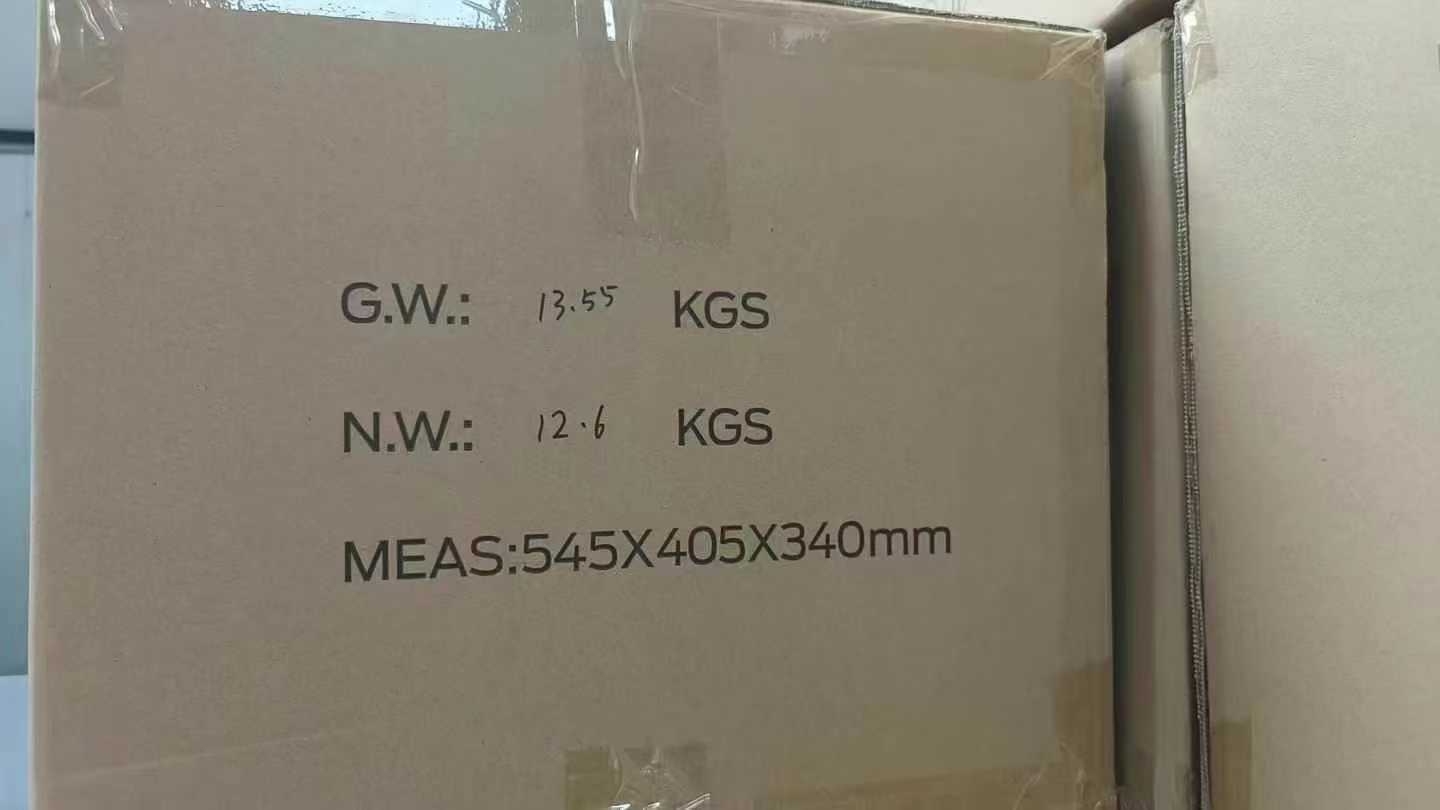 G.W.: 13.55 KGS
N.W.: 12.6 KGS
MEAS:545X405X340mm